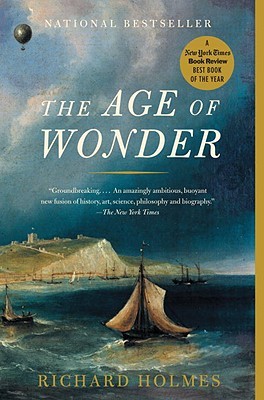 NATIONAL BESTSELLER
A
New York Times
Book Review
BEST BOOK
OF THE
YEAR
THE AGE OF
WONDER
“Groundbreaking. . . . An amazingly ambitious, buoyant
new fusion of history, art, science, philosophy and biography.”
—The New York Times
RICHARD HOLMES